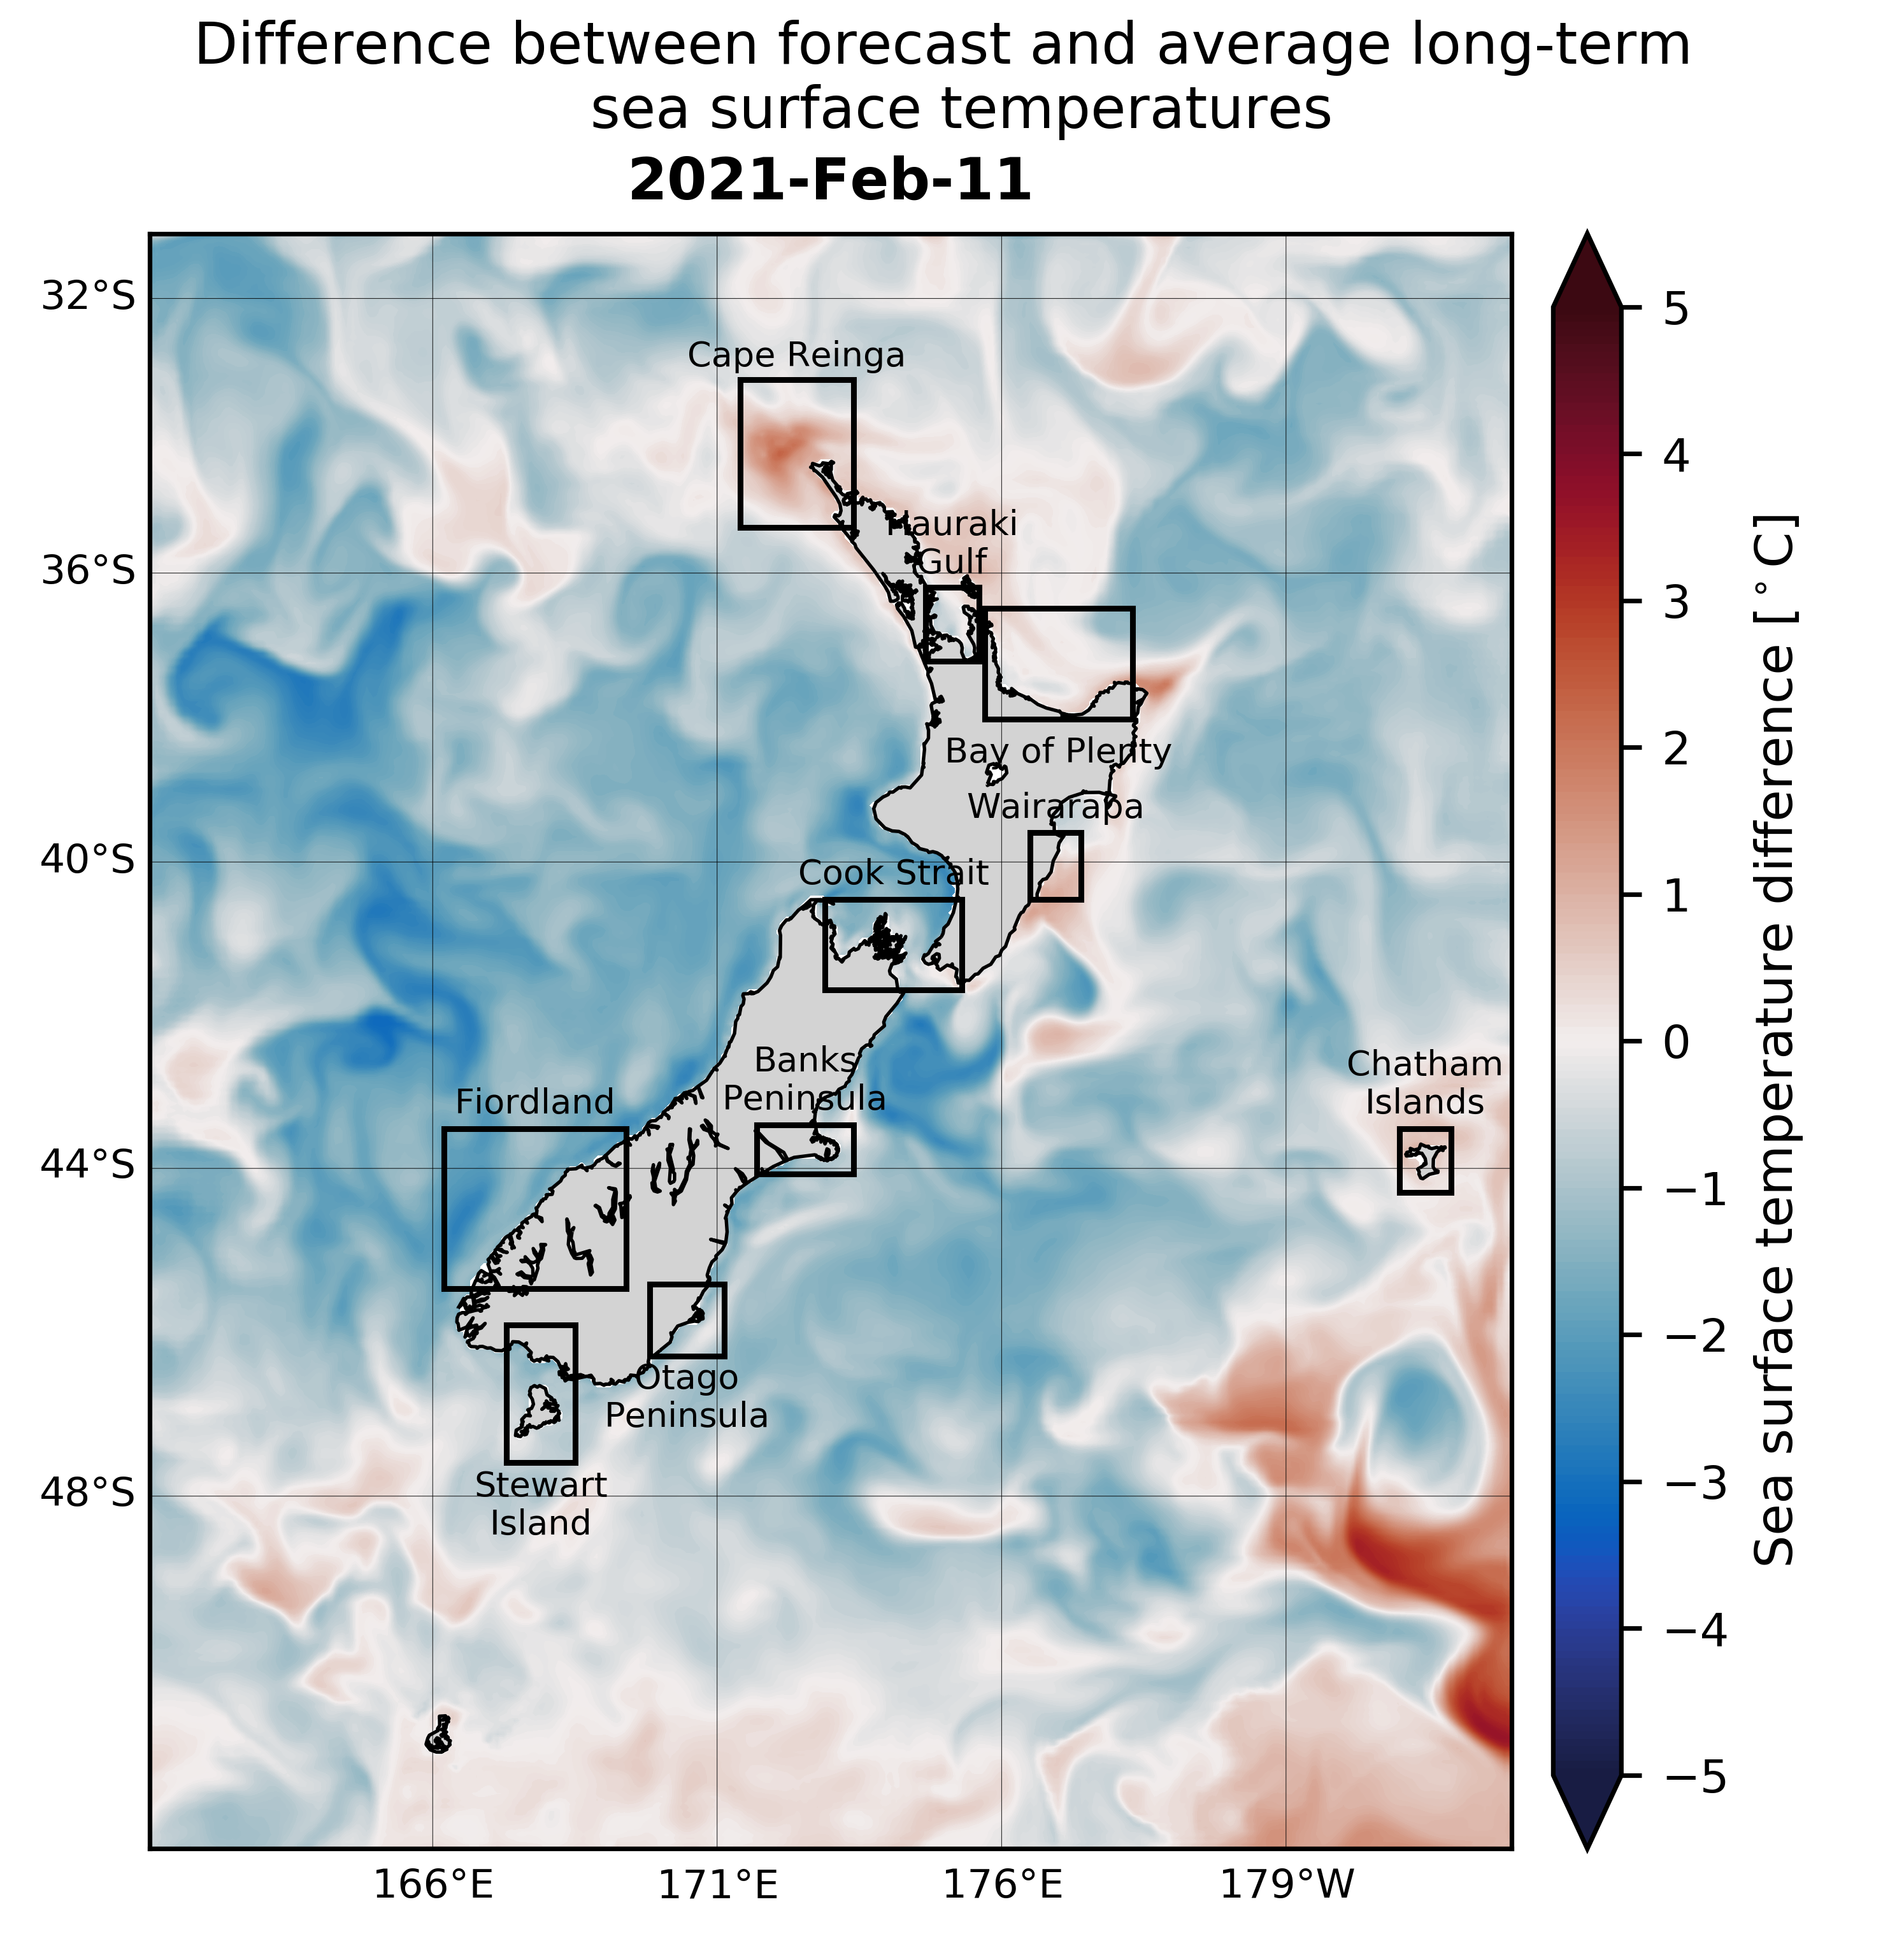 Difference between forecast and average long-term
sea surface temperatures
2021-Feb-11
32°S
36°S
40°S
44°S
48°S
166°E
171°E
176°E
179°W
Cape Reinga
Hauraki
Gulf
Bay of Plenty
Wairarapa
Cook Strait
Banks
Peninsula
Chatham
Islands
Fiordland
Otago
Peninsula
Stewart
Island
5
4
3
2
1
0
−1
−2
−3
−4
−5
Sea surface temperature difference [°C]